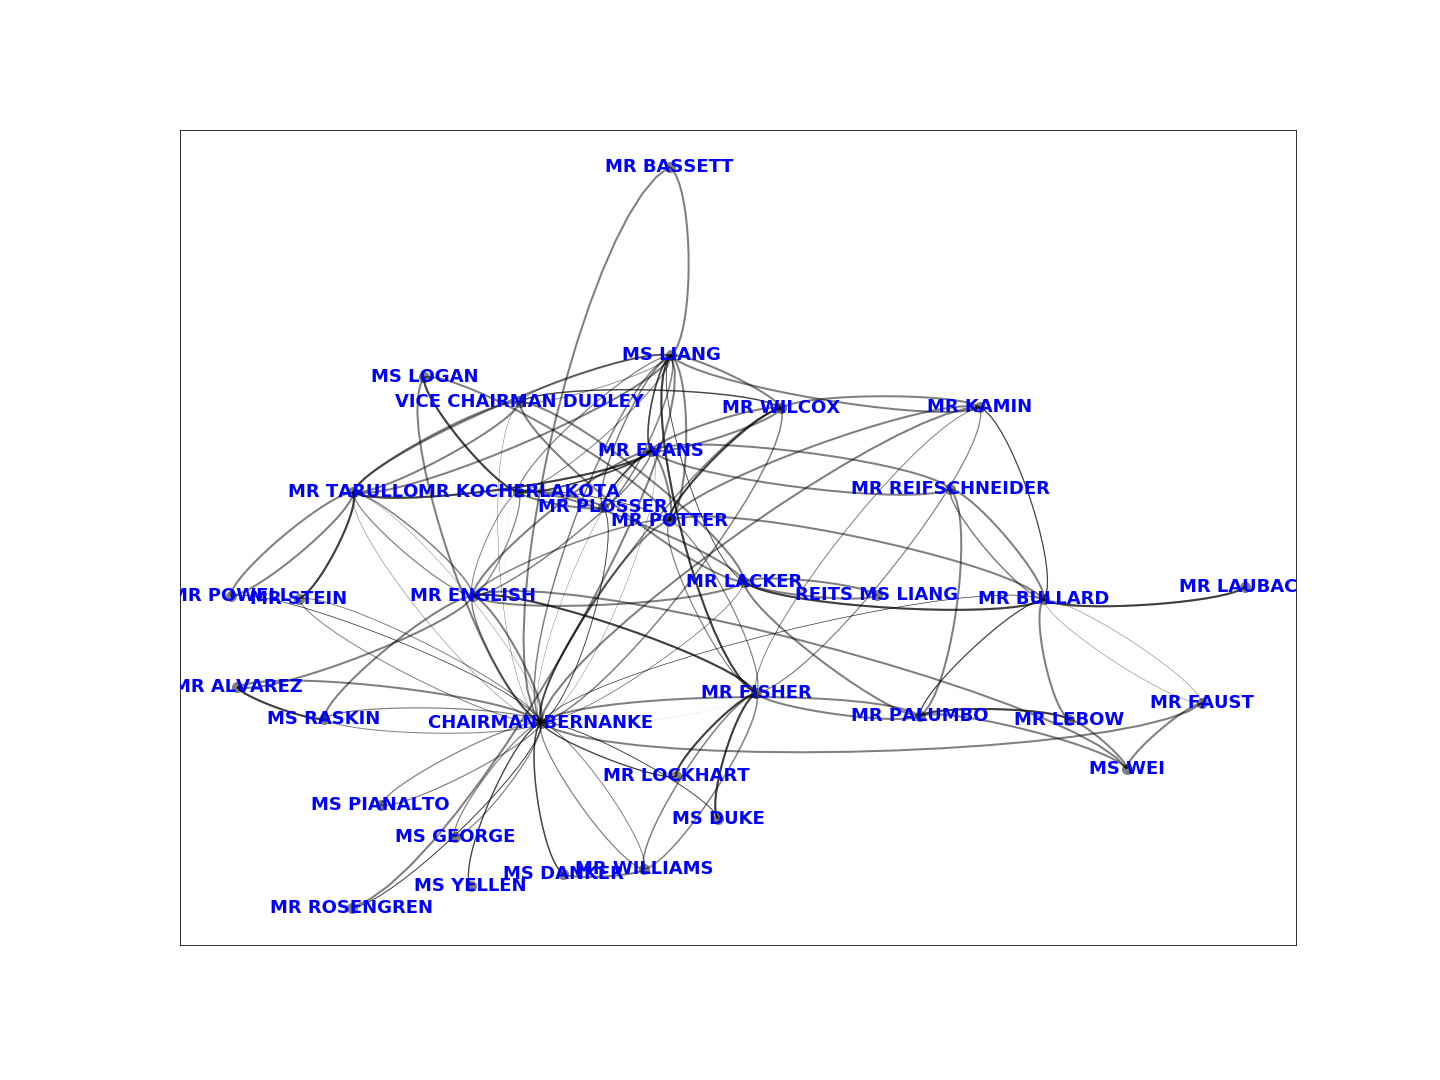 MR BASSETT
MS LIANG
MS LOGAN
VICE CHAIRMAN DUDLEY
MR WILCOX
MR KAMIN
MR EVANS
MR TARULLO
MR KOCHERLAKOTA
MR REIFSCHNEIDER
MR PLOSSER
MR POTTER
MR LACKER
MR LAUBAC
MR POWELL
MR STEIN
MR ENGLISH
REITS MS LIANG
MR BULLARD
MR ALVAREZ
MR FISHER
MR FAUST
MS RASKIN
CHAIRMAN BERNANKE
MR PALUMBO
MR LEBOW
MS WEI
MR LOCKHART
MS PIANALTO
MS DUKE
MS GEORGE
MS DANKER
MR WILLIAMS
MS YELLEN
MR ROSENGREN